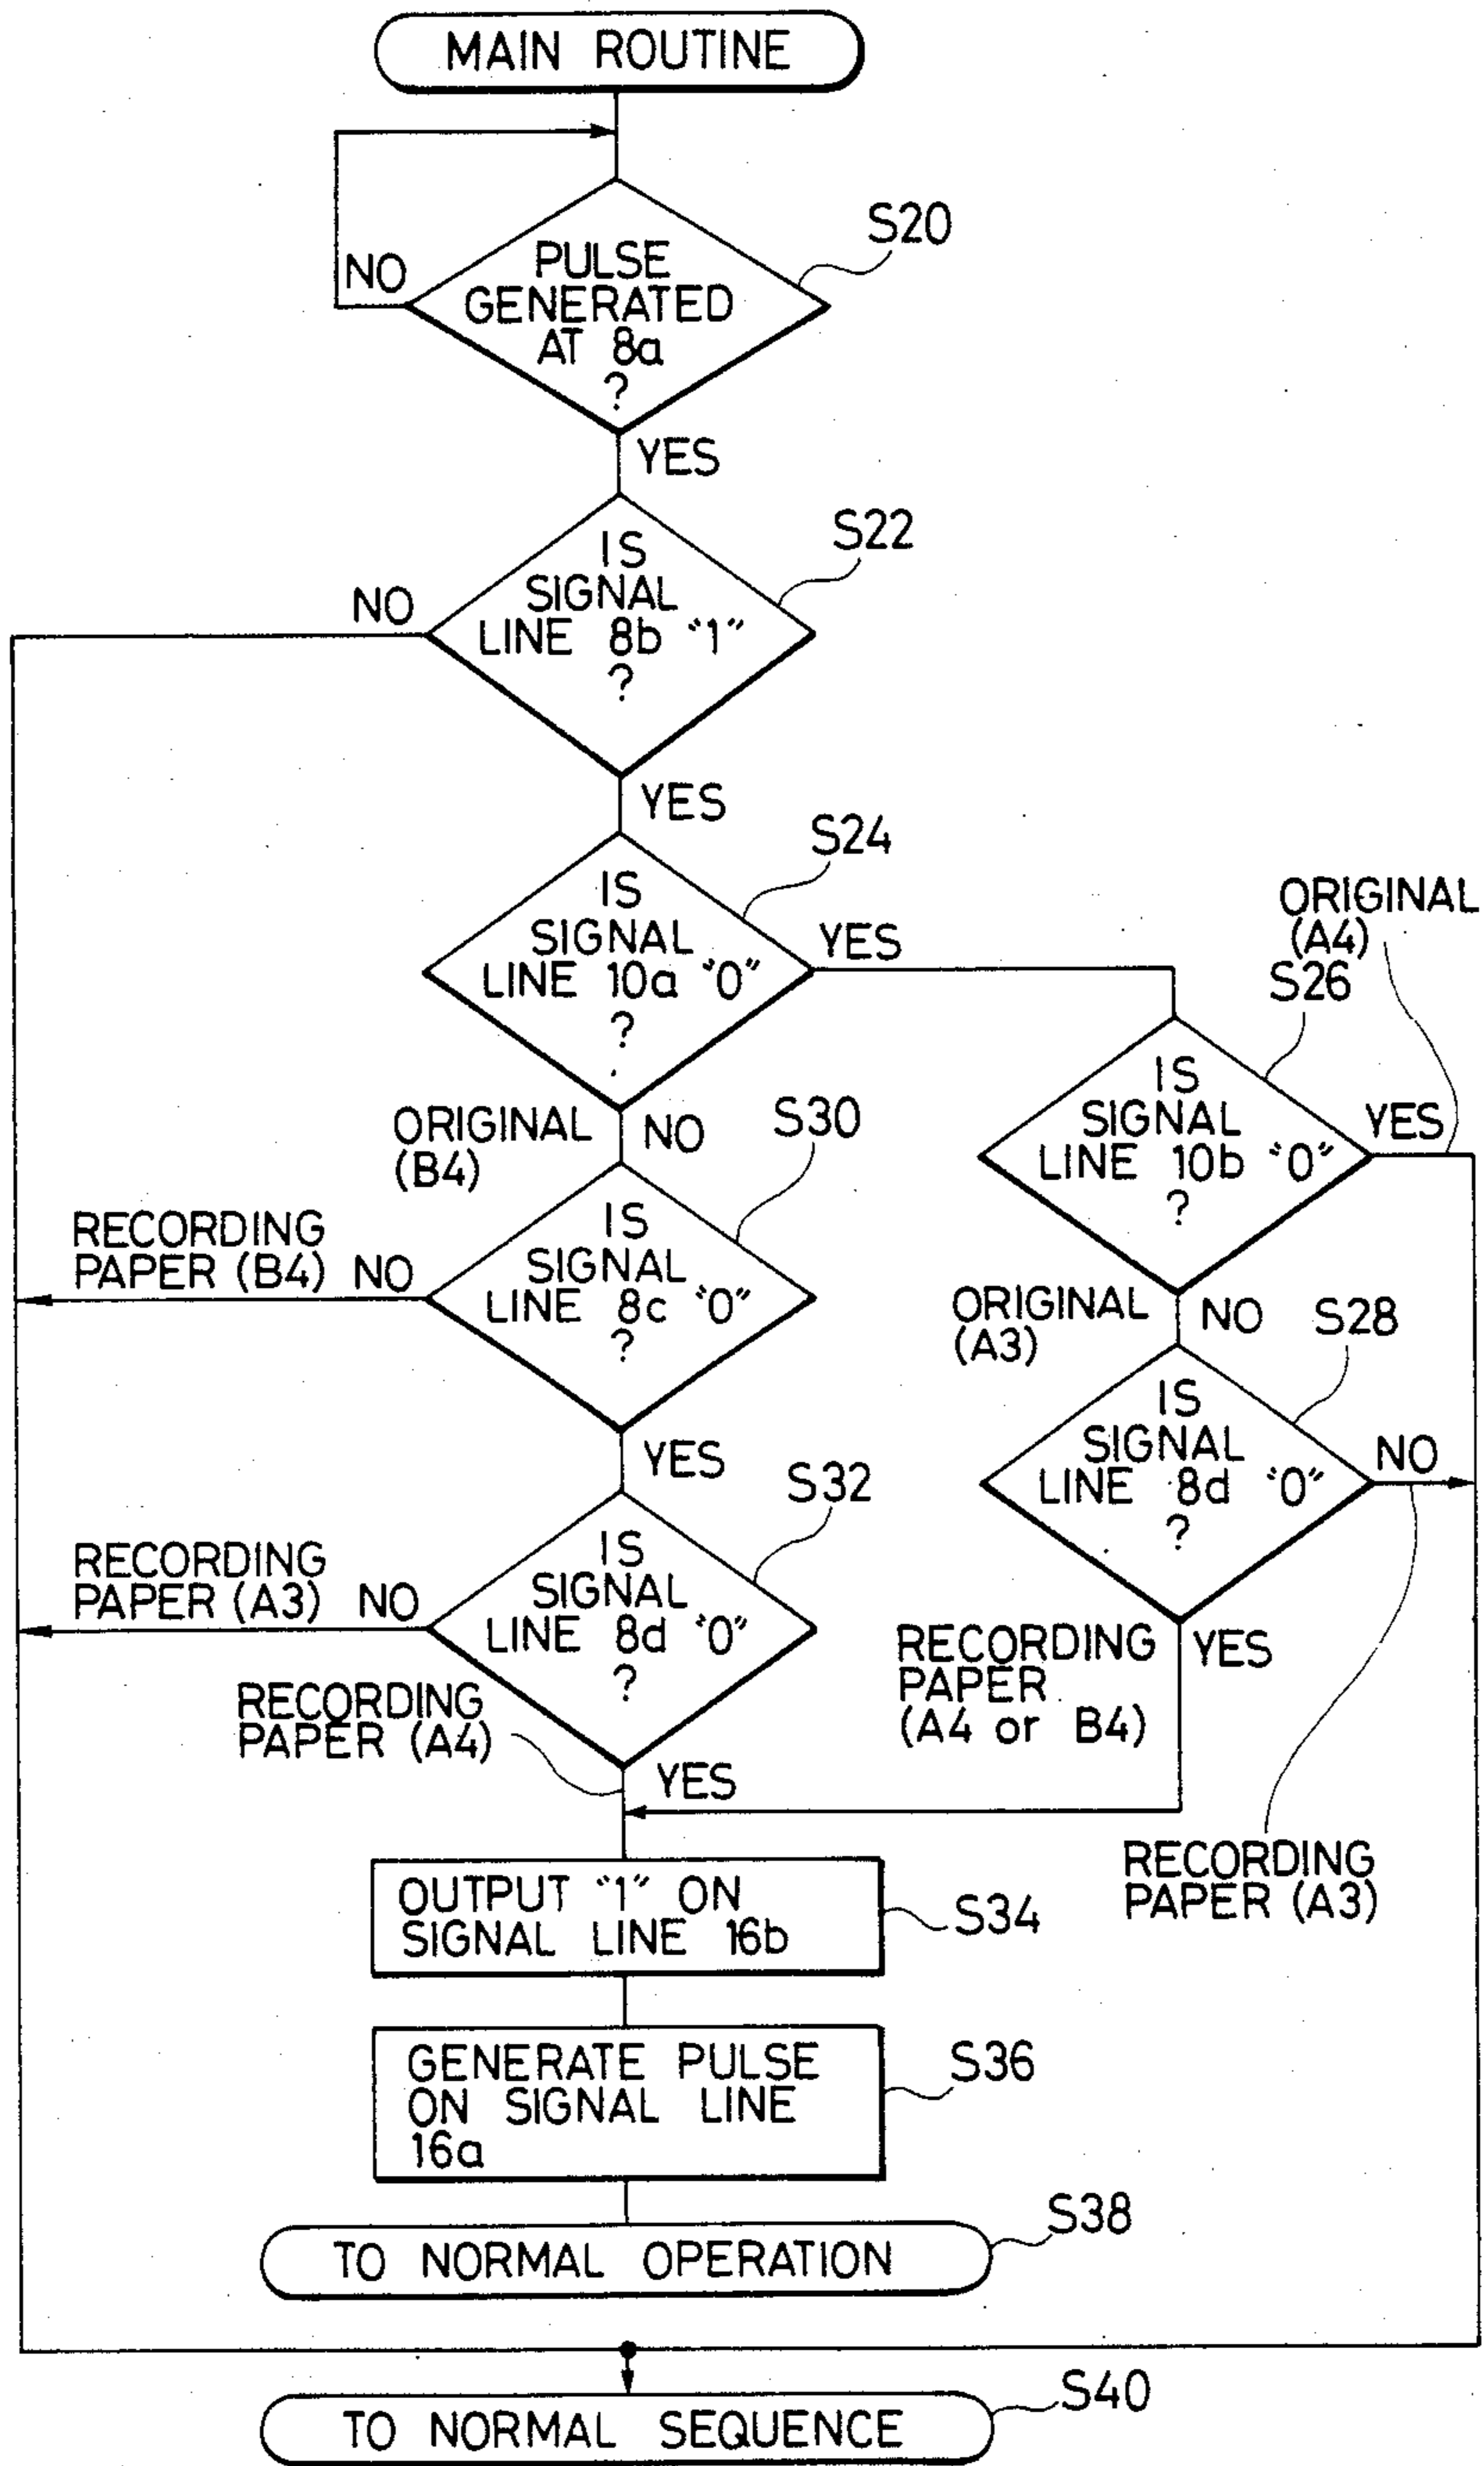 MAIN ROUTINE
S20
NO
PULSE
GENERATED
AT 8a
?
YES
S22
NO
IS
SIGNAL
LINE 8b "1"
?
YES
S24
IS
SIGNAL
LINE 10a "0"
?
YES
ORIGINAL
(A4)
S26
IS
SIGNAL
LINE 10b "0"
?
YES
ORIGINAL
(B4)
NO
S30
RECORDING
PAPER (B4)
NO
IS
SIGNAL
LINE 8c "0"
?
YES
ORIGINAL
(A3)
NO
S28
IS
SIGNAL
LINE 8d "0"
?
NO
S32
RECORDING
PAPER (A3)
NO
IS
SIGNAL
LINE 8d "0"
?
RECORDING
PAPER
(A4 or B4)
YES
RECORDING
PAPER (A4)
YES
RECORDING
PAPER (A3)
OUTPUT "1" ON
SIGNAL LINE 16b
S34
GENERATE PULSE
ON SIGNAL LINE
16a
S36
S38
TO NORMAL OPERATION
S40
TO NORMAL SEQUENCE